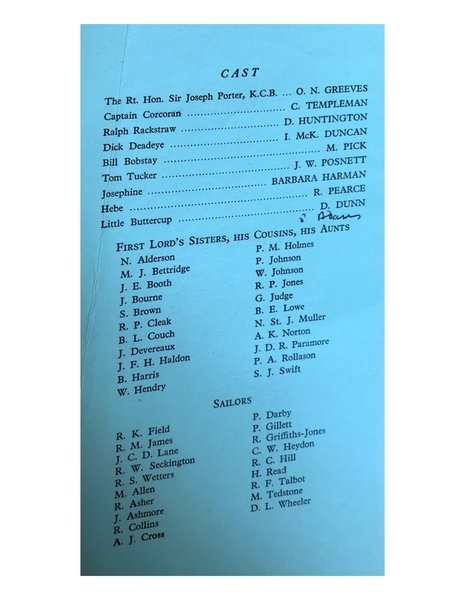 CAST
The Rt. Hon. Sir Joseph Porter, K.C.B. ... O. N. GREEVES
Captain Corcoran ........................ C. TEMPLEMAN
Ralph Rackstraw ........................ D. HUNTINGTON
Dick Deadeye ........................ I. McK. DUNCAN
Bill Bobstay ........................ M. PICK
Tom Tucker ........................ J. W. POSNETT
Josephine ........................ BARBARA HARMAN
Hebe ........................ R. PEARCE
Little Buttercup ........................ D. DUNN
Adams
FIRST LORD'S SISTERS, HIS COUSINS, HIS AUNTS
N. Alderson
M. J. Bettridge
J. E. Booth
J. Bourne
S. Brown
R. P. Cleak
B. L. Couch
J. Devereaux
J. F. H. Haldon
B. Harris
W. Hendry
P. M. Holmes
P. Johnson
W. Johnson
R. P. Jones
G. Judge
B. E. Lowe
N. St. J. Muller
A. K. Norton
J. D. R. Paramore
P. A. Rollason
S. J. Swift
SAILORS
R. K. Field
R. M. James
J. C. D. Lane
R. W. Seckington
R. S. Wetters
M. Allen
R. Asher
J. Ashmore
R. Collins
A. J. Cross
P. Darby
P. Gillett
R. Griffiths-Jones
C. W. Heydon
R. C. Hill
H. Read
R. F. Talbot
M. Tedstone
D. L. Wheeler